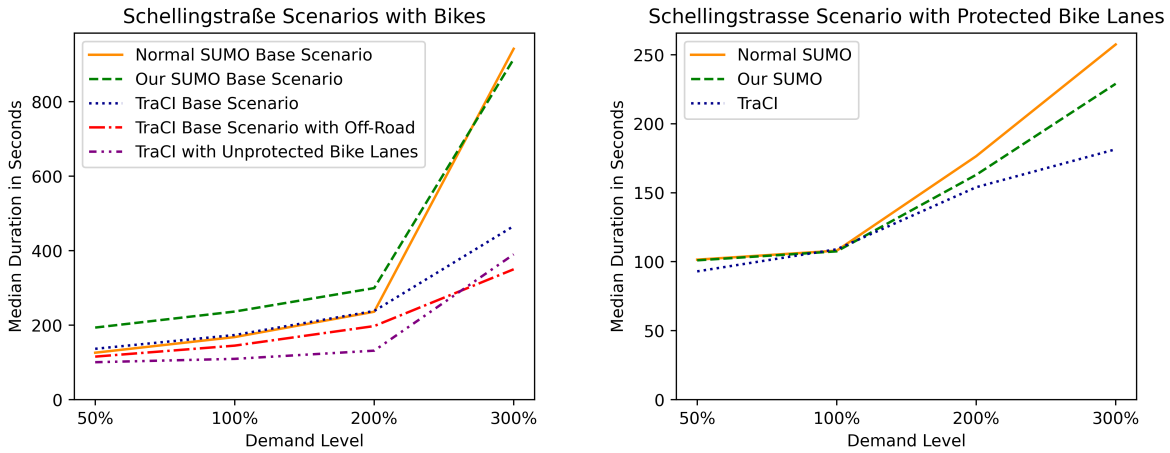 Schellingstraße Scenarios with Bikes
Normal SUMO Base Scenario
Our SUMO Base Scenario
TraCI Base Scenario
TraCI Base Scenario with Off-Road
TraCI with Unprotected Bike Lanes
Median Duration in Seconds
800
600
400
200
0
50%
100%
200%
300%
Demand Level
Schellingstrasse Scenario with Protected Bike Lanes
Normal SUMO
Our SUMO
TraCI
Median Duration in Seconds
250
200
150
100
50
0
50%
100%
200%
300%
Demand Level